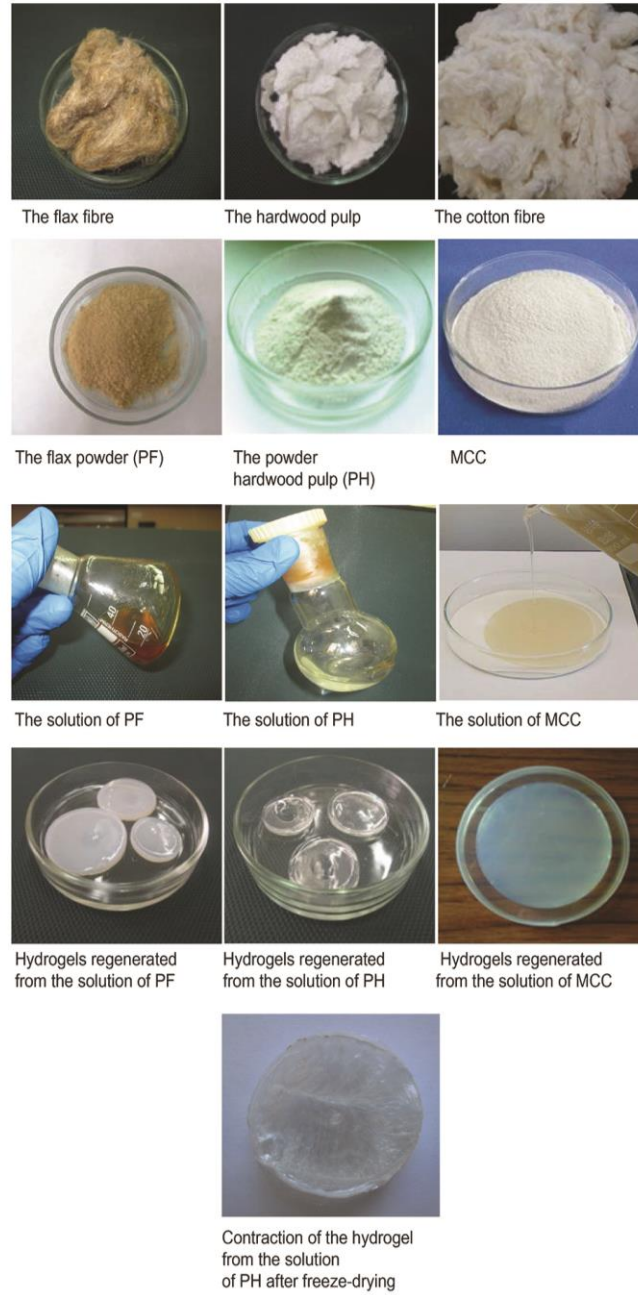 The flax fibre
The hardwood pulp
The cotton fibre
The flax powder (PF)
The powder
hardwood pulp (PH)
MCC
40
20
The solution of PF
The solution of PH
The solution of MCC
Hydrogels regenerated
from the solution of PF
Hydrogels regenerated
from the solution of PH
Hydrogels regenerated
from the solution of MCC
Contraction of the hydrogel
from the solution
of PH after freeze-drying